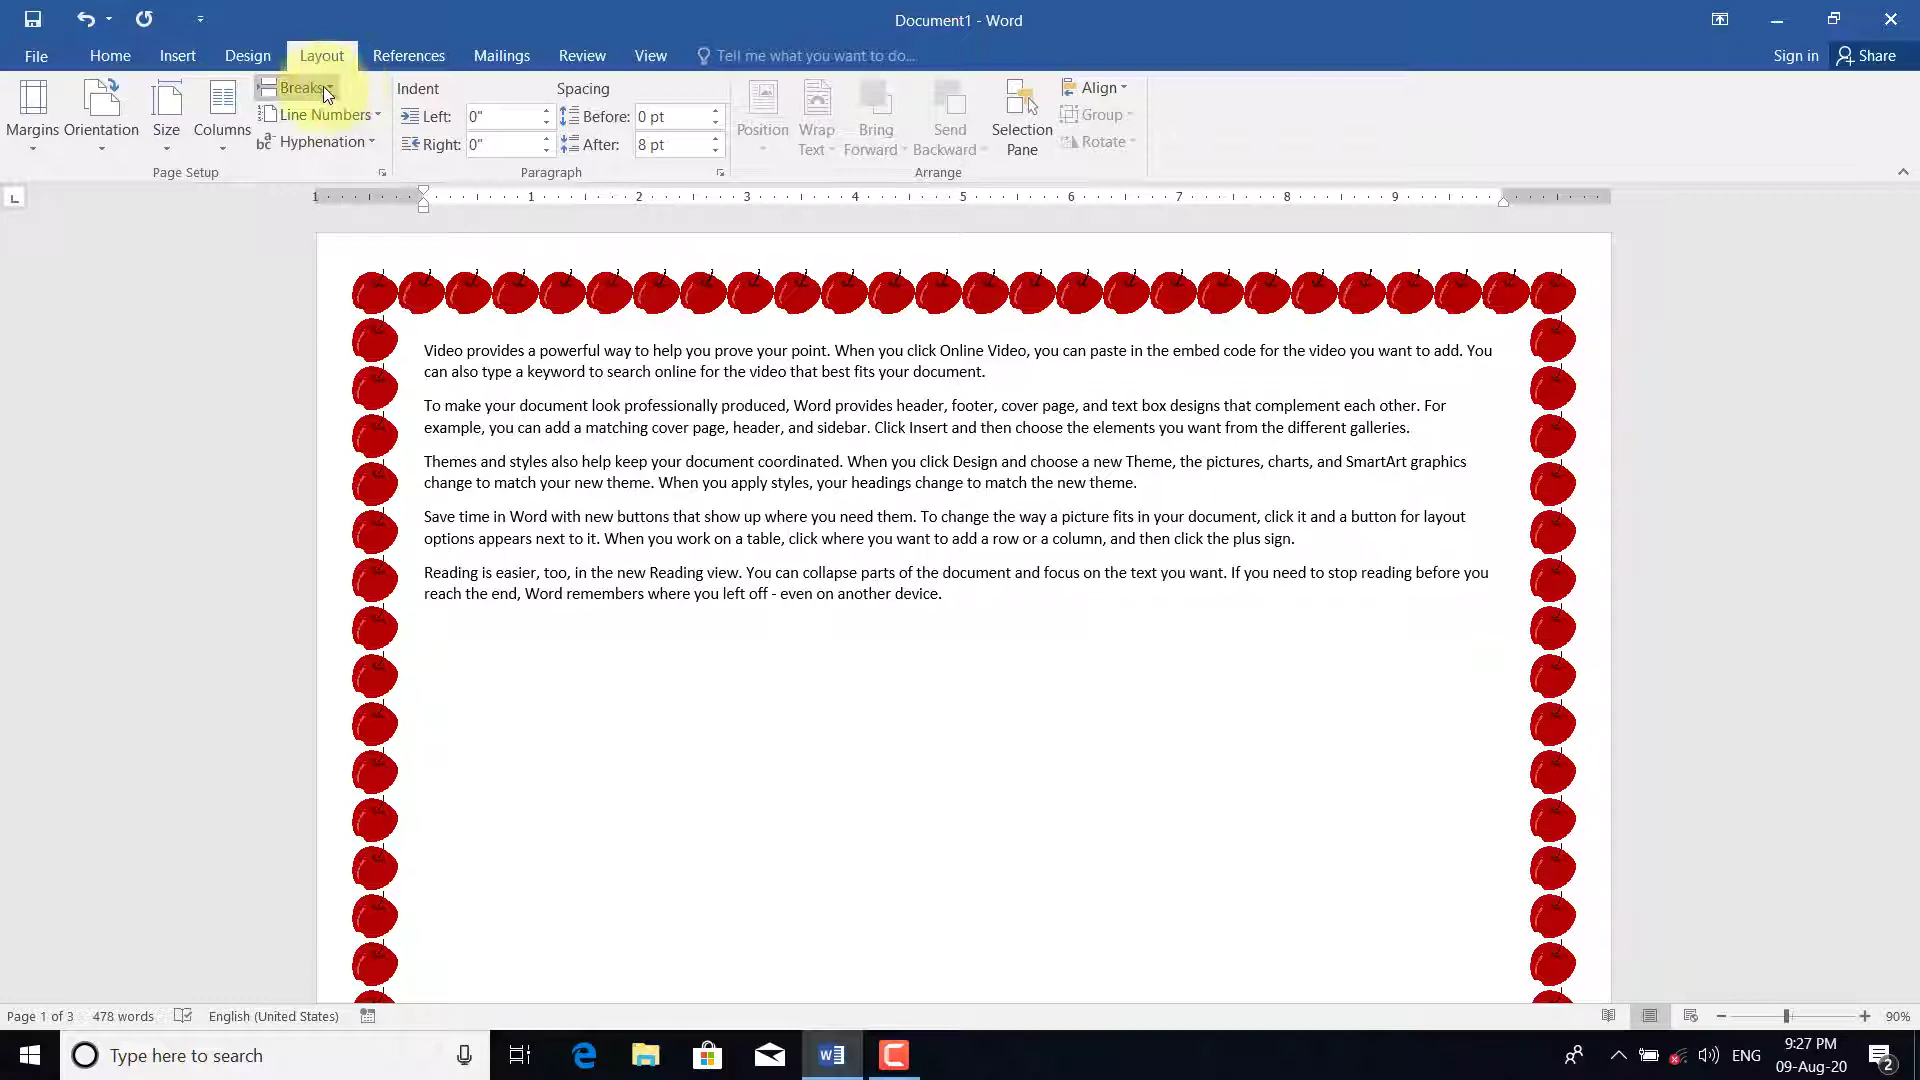 Document1 - Word
File Home Insert Design Layout References Mailings Review View Tell me what you want to do... Sign in Share
Margins Orientation Size Columns
Breaks
Line Numbers
Hyphenation
Page Setup
Indent Spacing
Left: 0" Before: 0 pt
Right: 0" After: 8 pt
Paragraph
Position Wrap Text Bring Forward Send Backward Selection Pane
Align
Group
Rotate
Arrange
1 1 2 3 4 5 6 7 8 9
Video provides a powerful way to help you prove your point. When you click Online Video, you can paste in the embed code for the video you want to add. You
can also type a keyword to search online for the video that best fits your document.
To make your document look professionally produced, Word provides header, footer, cover page, and text box designs that complement each other. For
example, you can add a matching cover page, header, and sidebar. Click Insert and then choose the elements you want from the different galleries.
Themes and styles also help keep your document coordinated. When you click Design and choose a new Theme, the pictures, charts, and SmartArt graphics
change to match your new theme. When you apply styles, your headings change to match the new theme.
Save time in Word with new buttons that show up where you need them. To change the way a picture fits in your document, click it and a button for layout
options appears next to it. When you work on a table, click where you want to add a row or a column, and then click the plus sign.
Reading is easier, too, in the new Reading view. You can collapse parts of the document and focus on the text you want. If you need to stop reading before you
reach the end, Word remembers where you left off - even on another device.
Page 1 of 3 478 words English (United States) 90%
Type here to search
ENG
9:27 PM
09-Aug-20
2